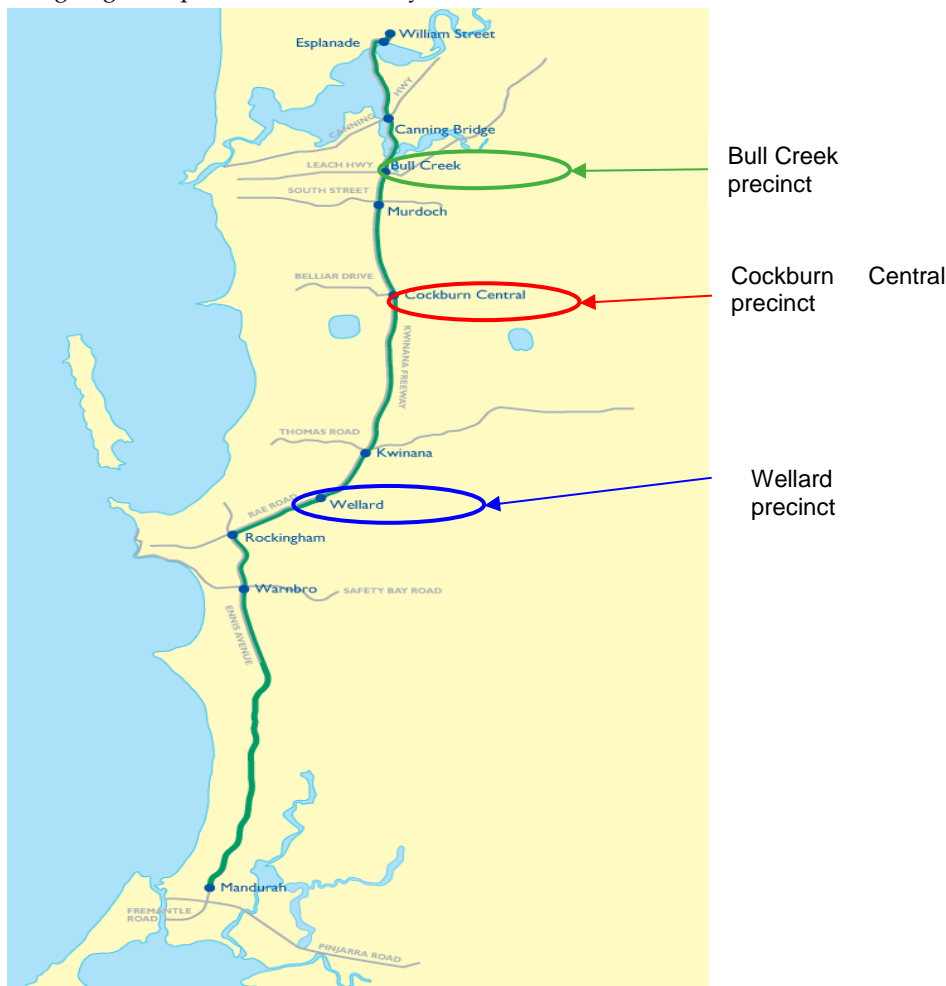 William Street
Esplanade
CANNING HWY
Canning Bridge
LEACH HWY
Bull Creek
Bull Creek
precinct
SOUTH STREET
Murdoch
BELLIAR DRIVE
Cockburn Central
Cockburn Central
precinct
KWINANA FREEWAY
THOMAS ROAD
Kwinana
RAE ROAD
Wellard
Wellard
precinct
Rockingham
Warnbro
SAFETY BAY ROAD
ENNIS AVENUE
Mandurah
FREMANTLE
ROAD
PINJARRA ROAD